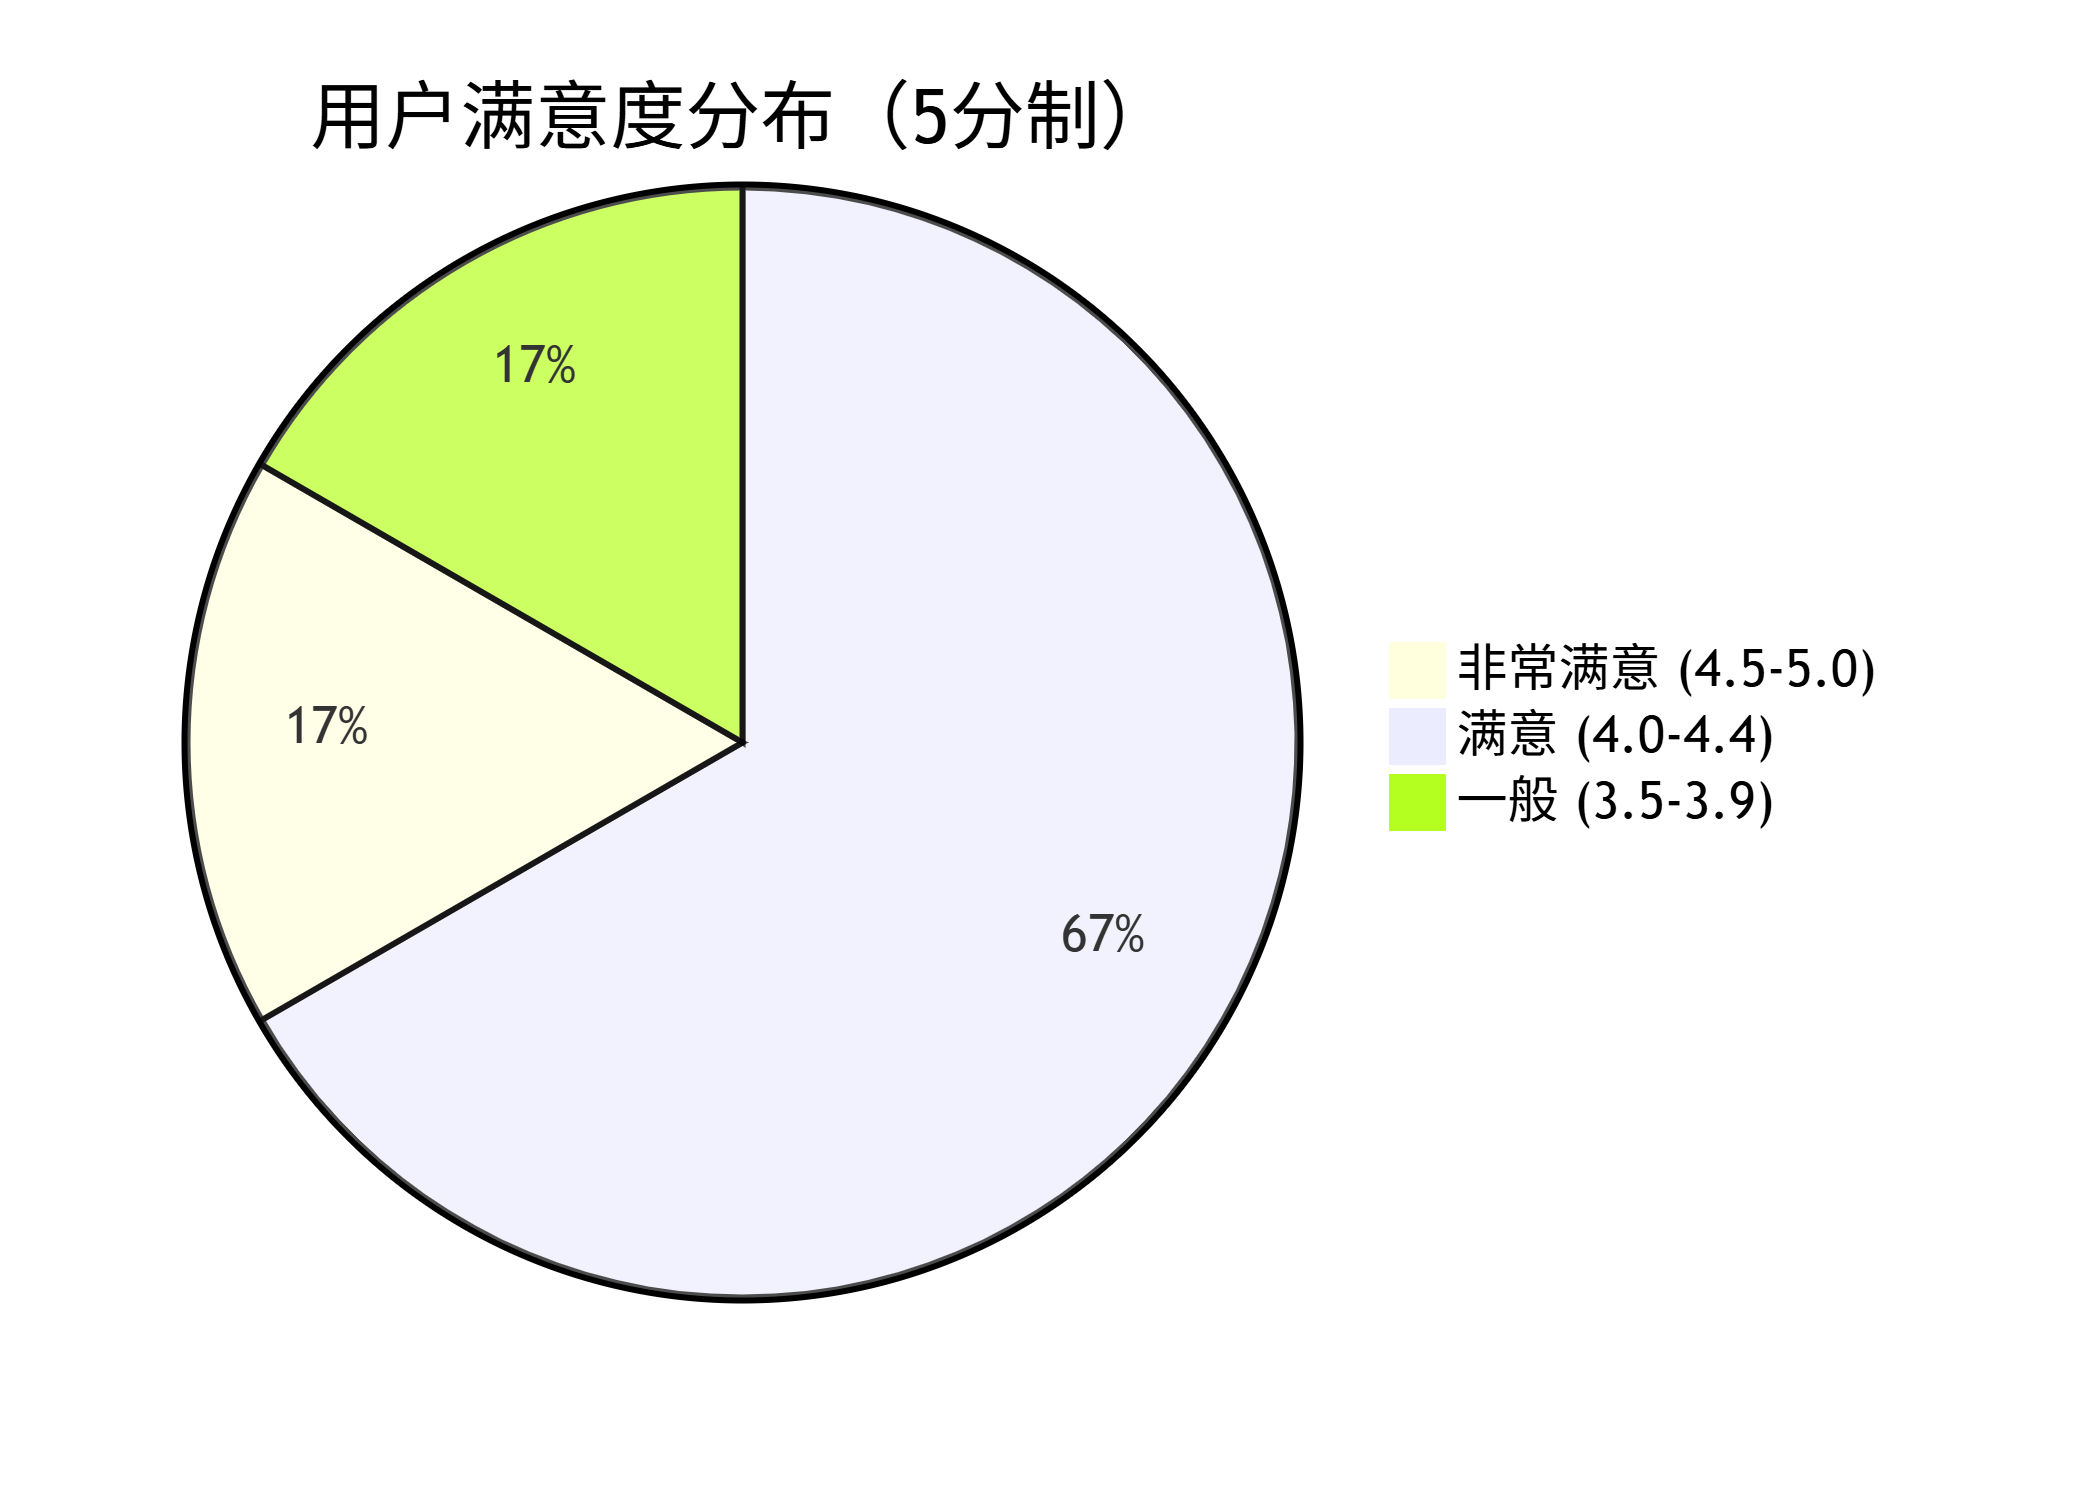 用户满意度分布（5分制）
17%
17%
67%
非常满意 (4.5-5.0)
满意 (4.0-4.4)
一般 (3.5-3.9)